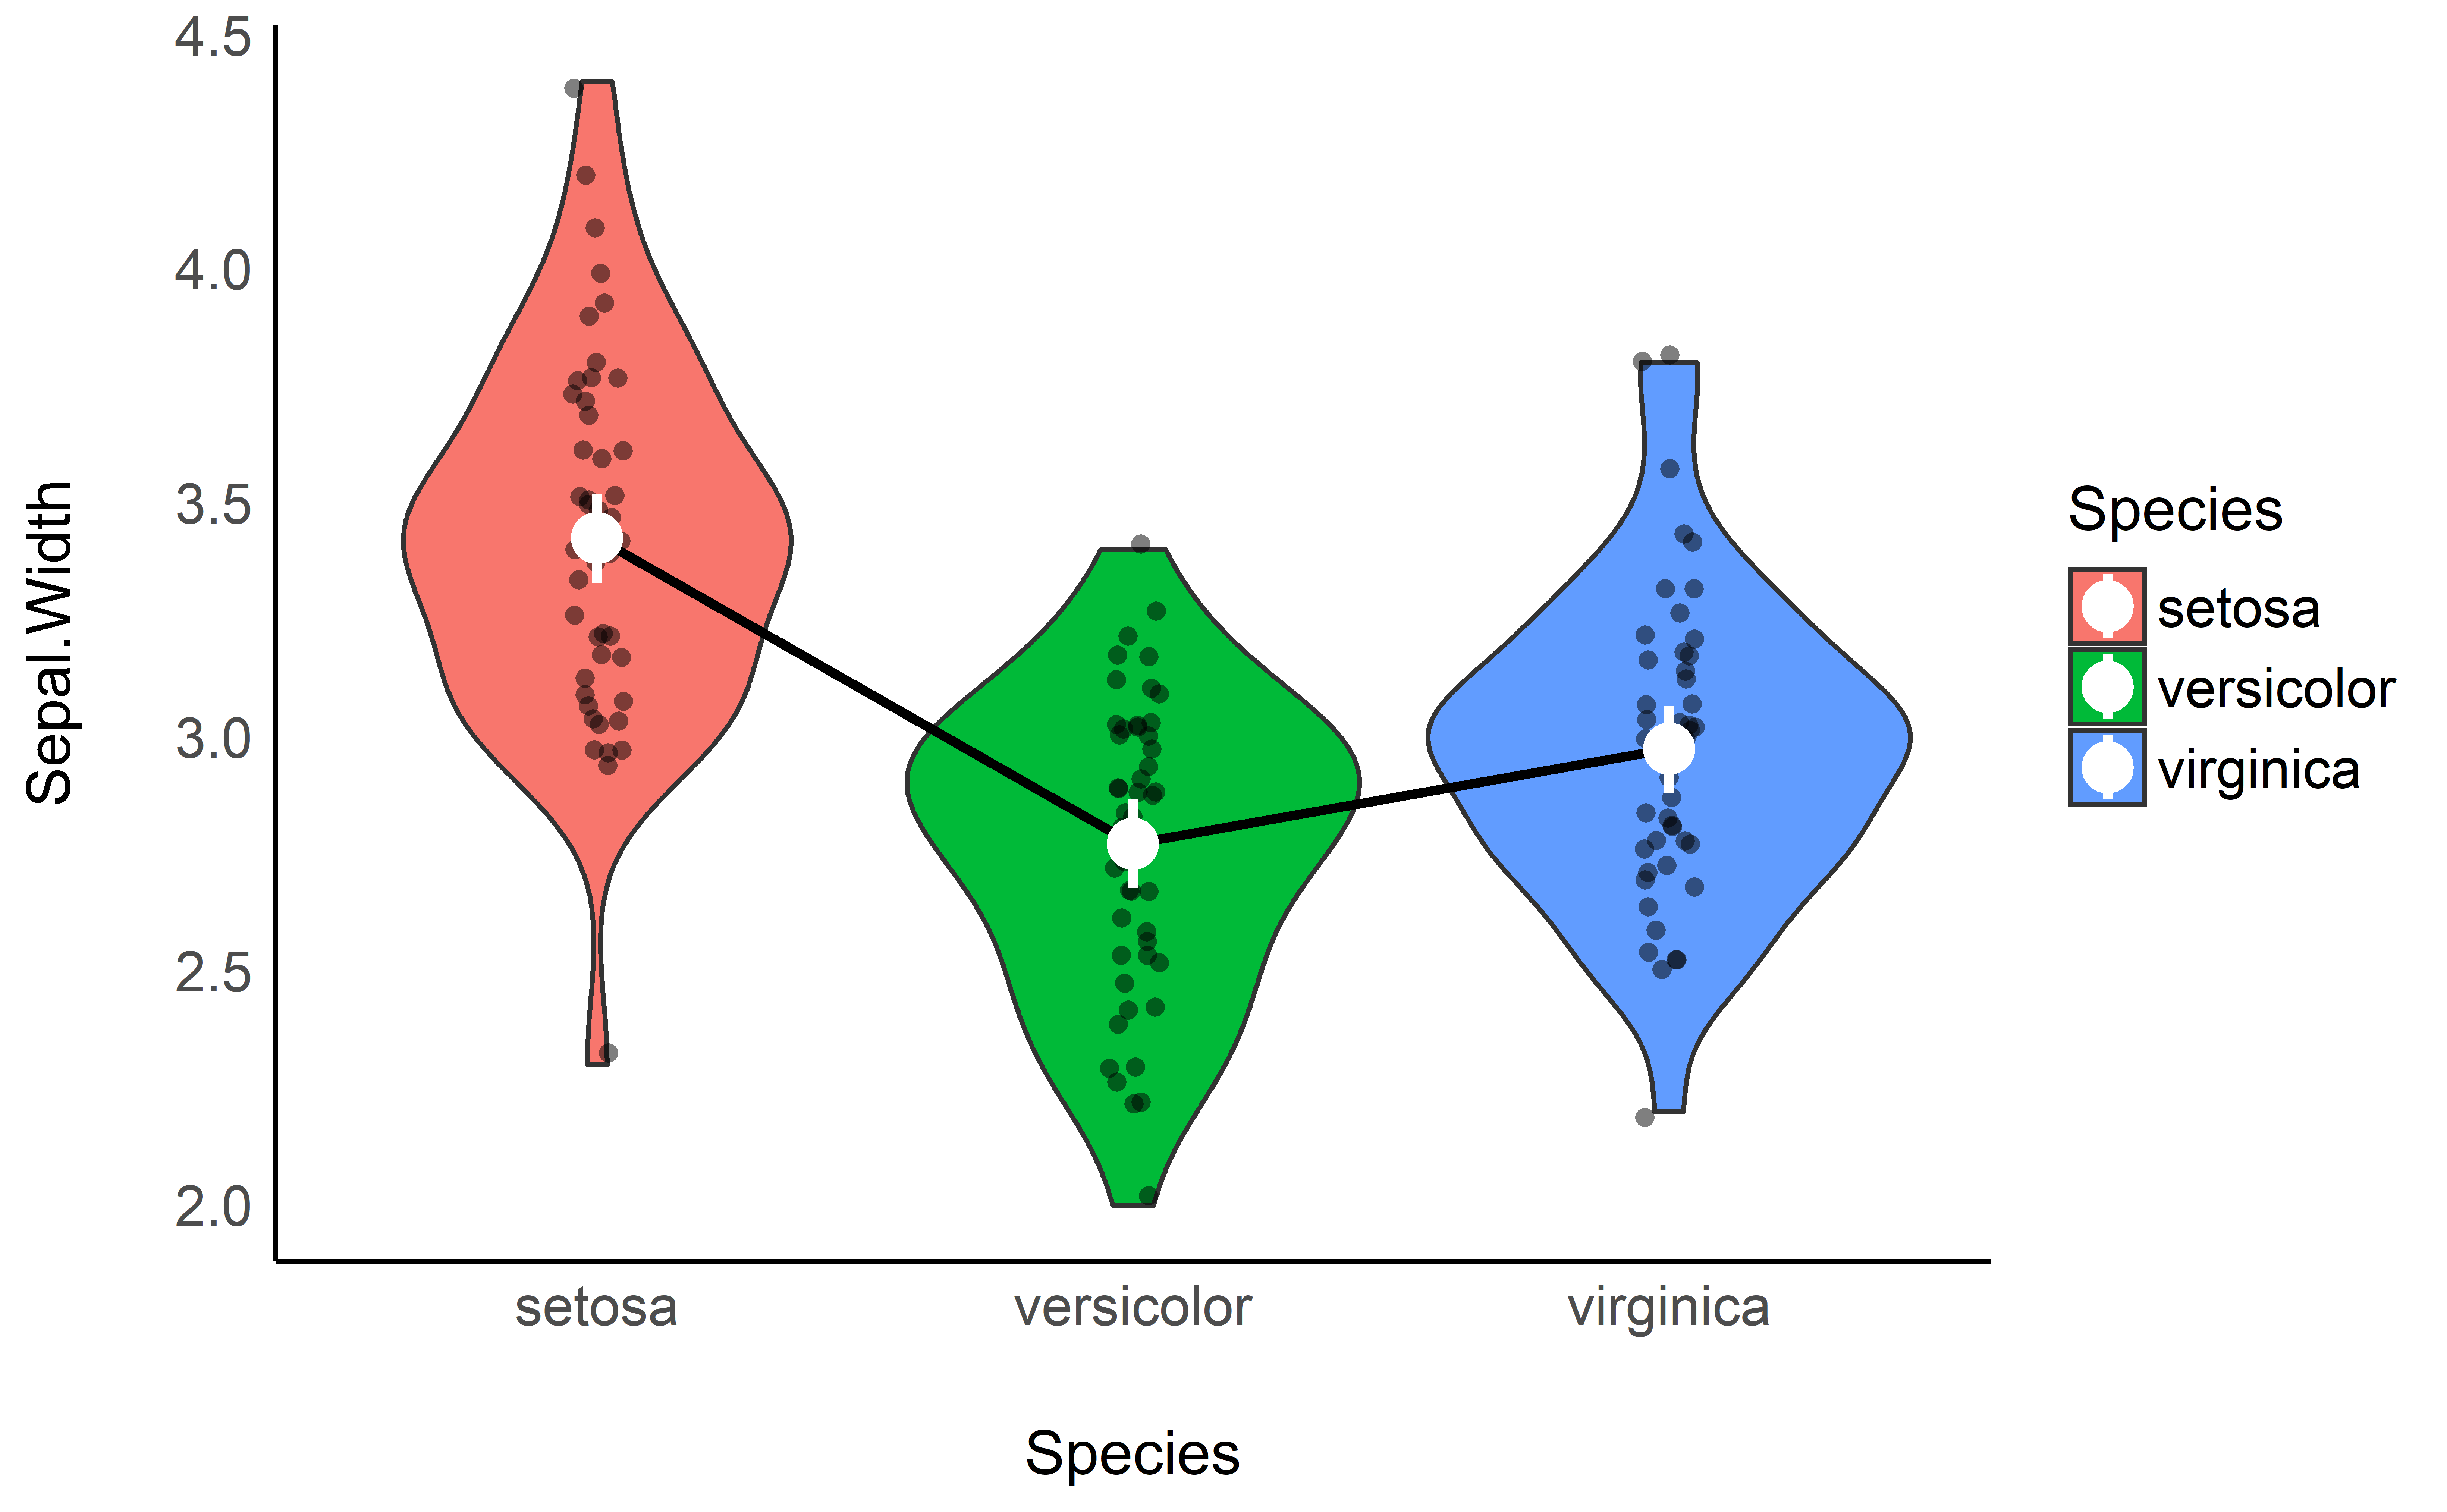 4.5
4.0
3.5
3.0
2.5
2.0
Sepal.Width
setosa
versicolor
virginica
Species
Species
setosa
versicolor
virginica